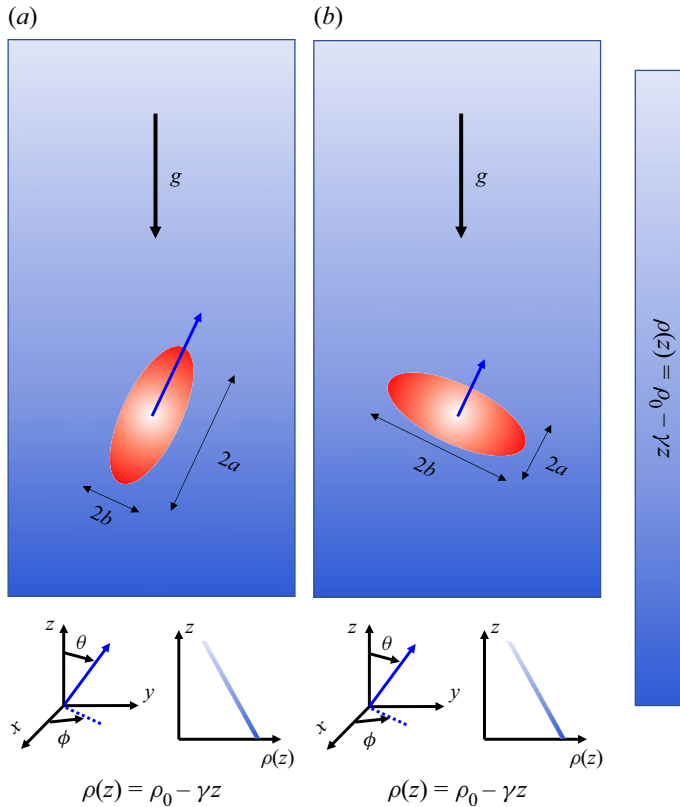 (a)
g
2a
2b
z
θ
y
x
ϕ
z
ρ(z)
ρ(z) = ρ₀ – γz
(b)
g
2b
2a
z
θ
y
x
ϕ
z
ρ(z)
ρ(z) = ρ₀ – γz
ρ(z) = ρ₀ – γz